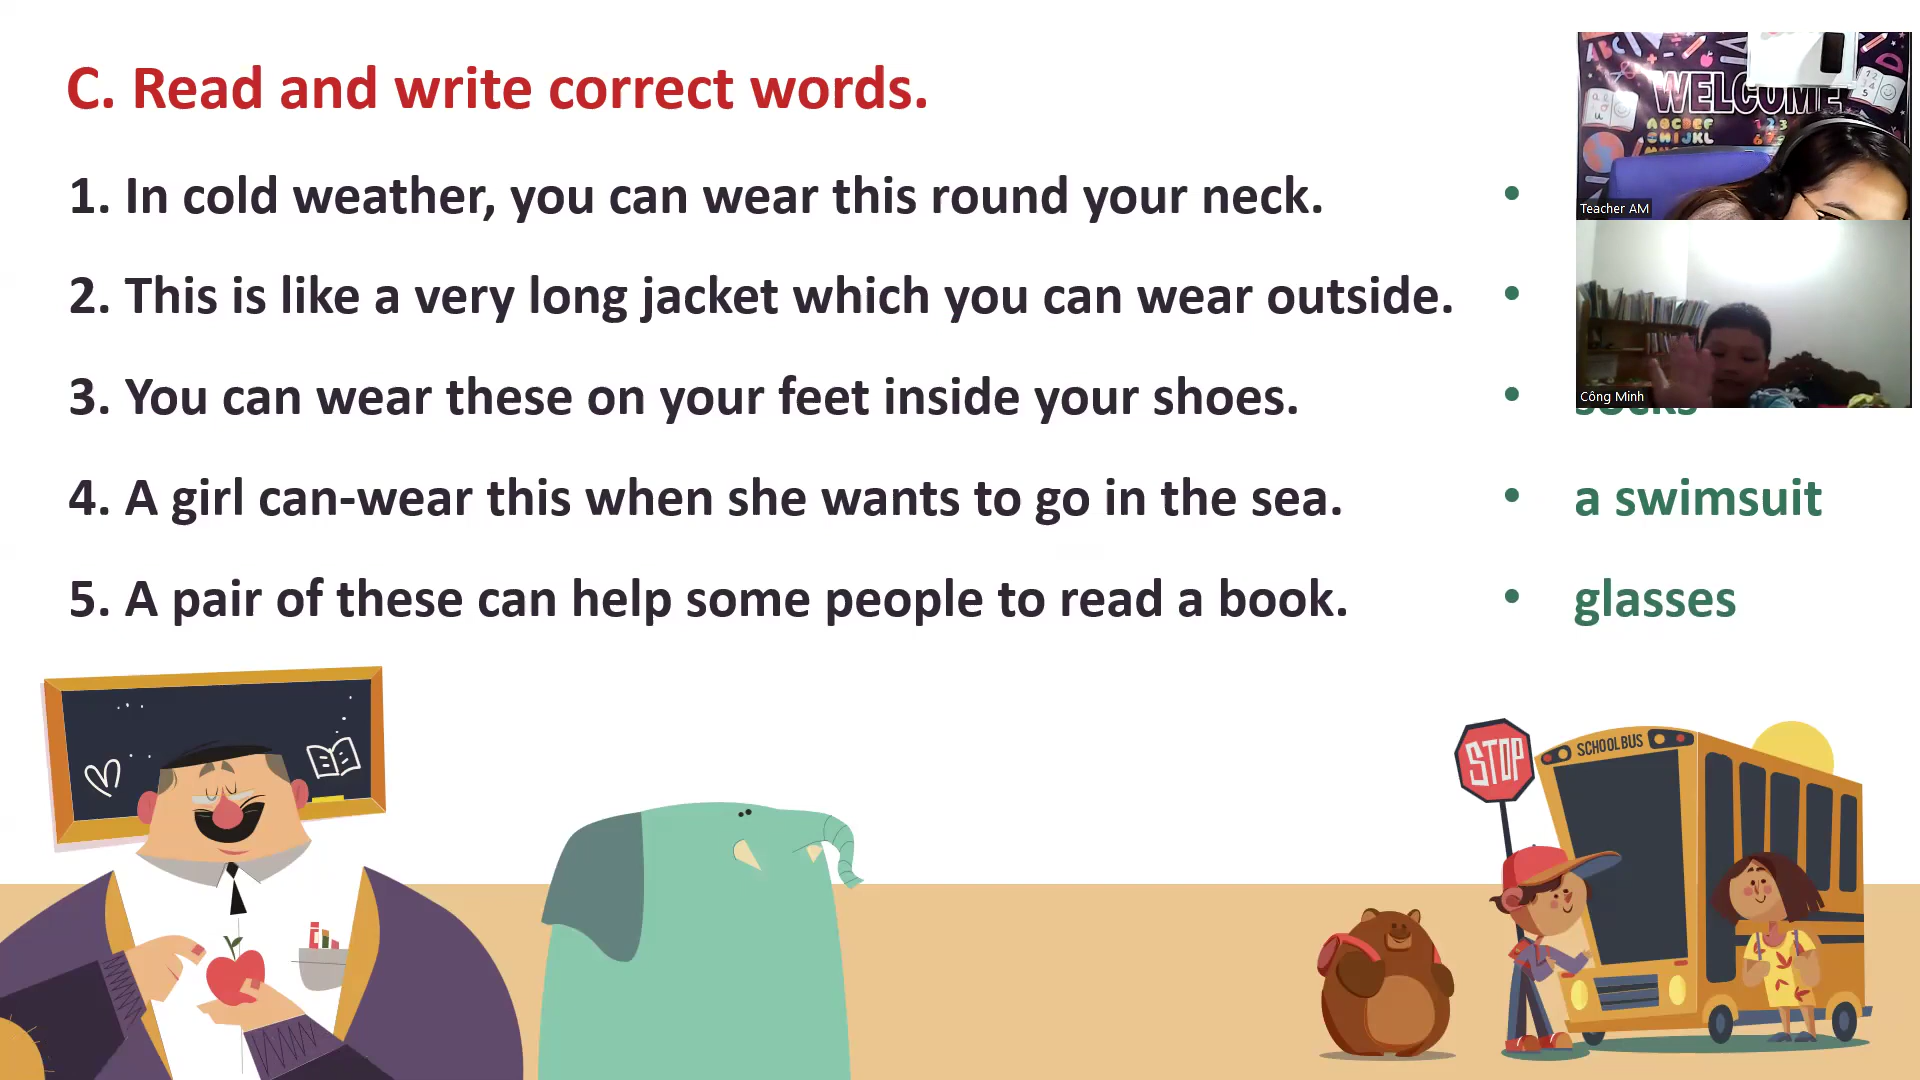 C. Read and write correct words.
1. In cold weather, you can wear this round your neck. •
2. This is like a very long jacket which you can wear outside. •
3. You can wear these on your feet inside your shoes. • socks
4. A girl can-wear this when she wants to go in the sea. • a swimsuit
5. A pair of these can help some people to read a book. • glasses
WELCOME
Teacher AM
Công Minh
STOP
SCHOOL BUS